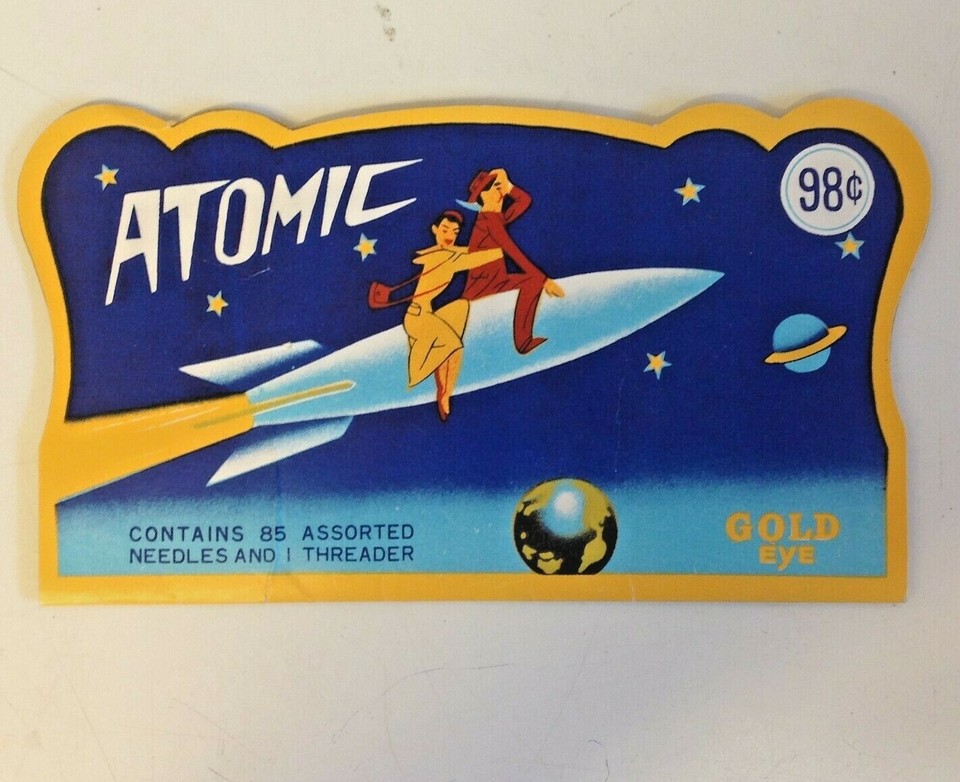 ATOMIC
98¢
CONTAINS 85 ASSORTED
NEEDLES AND 1 THREADER
GOLD
EYE